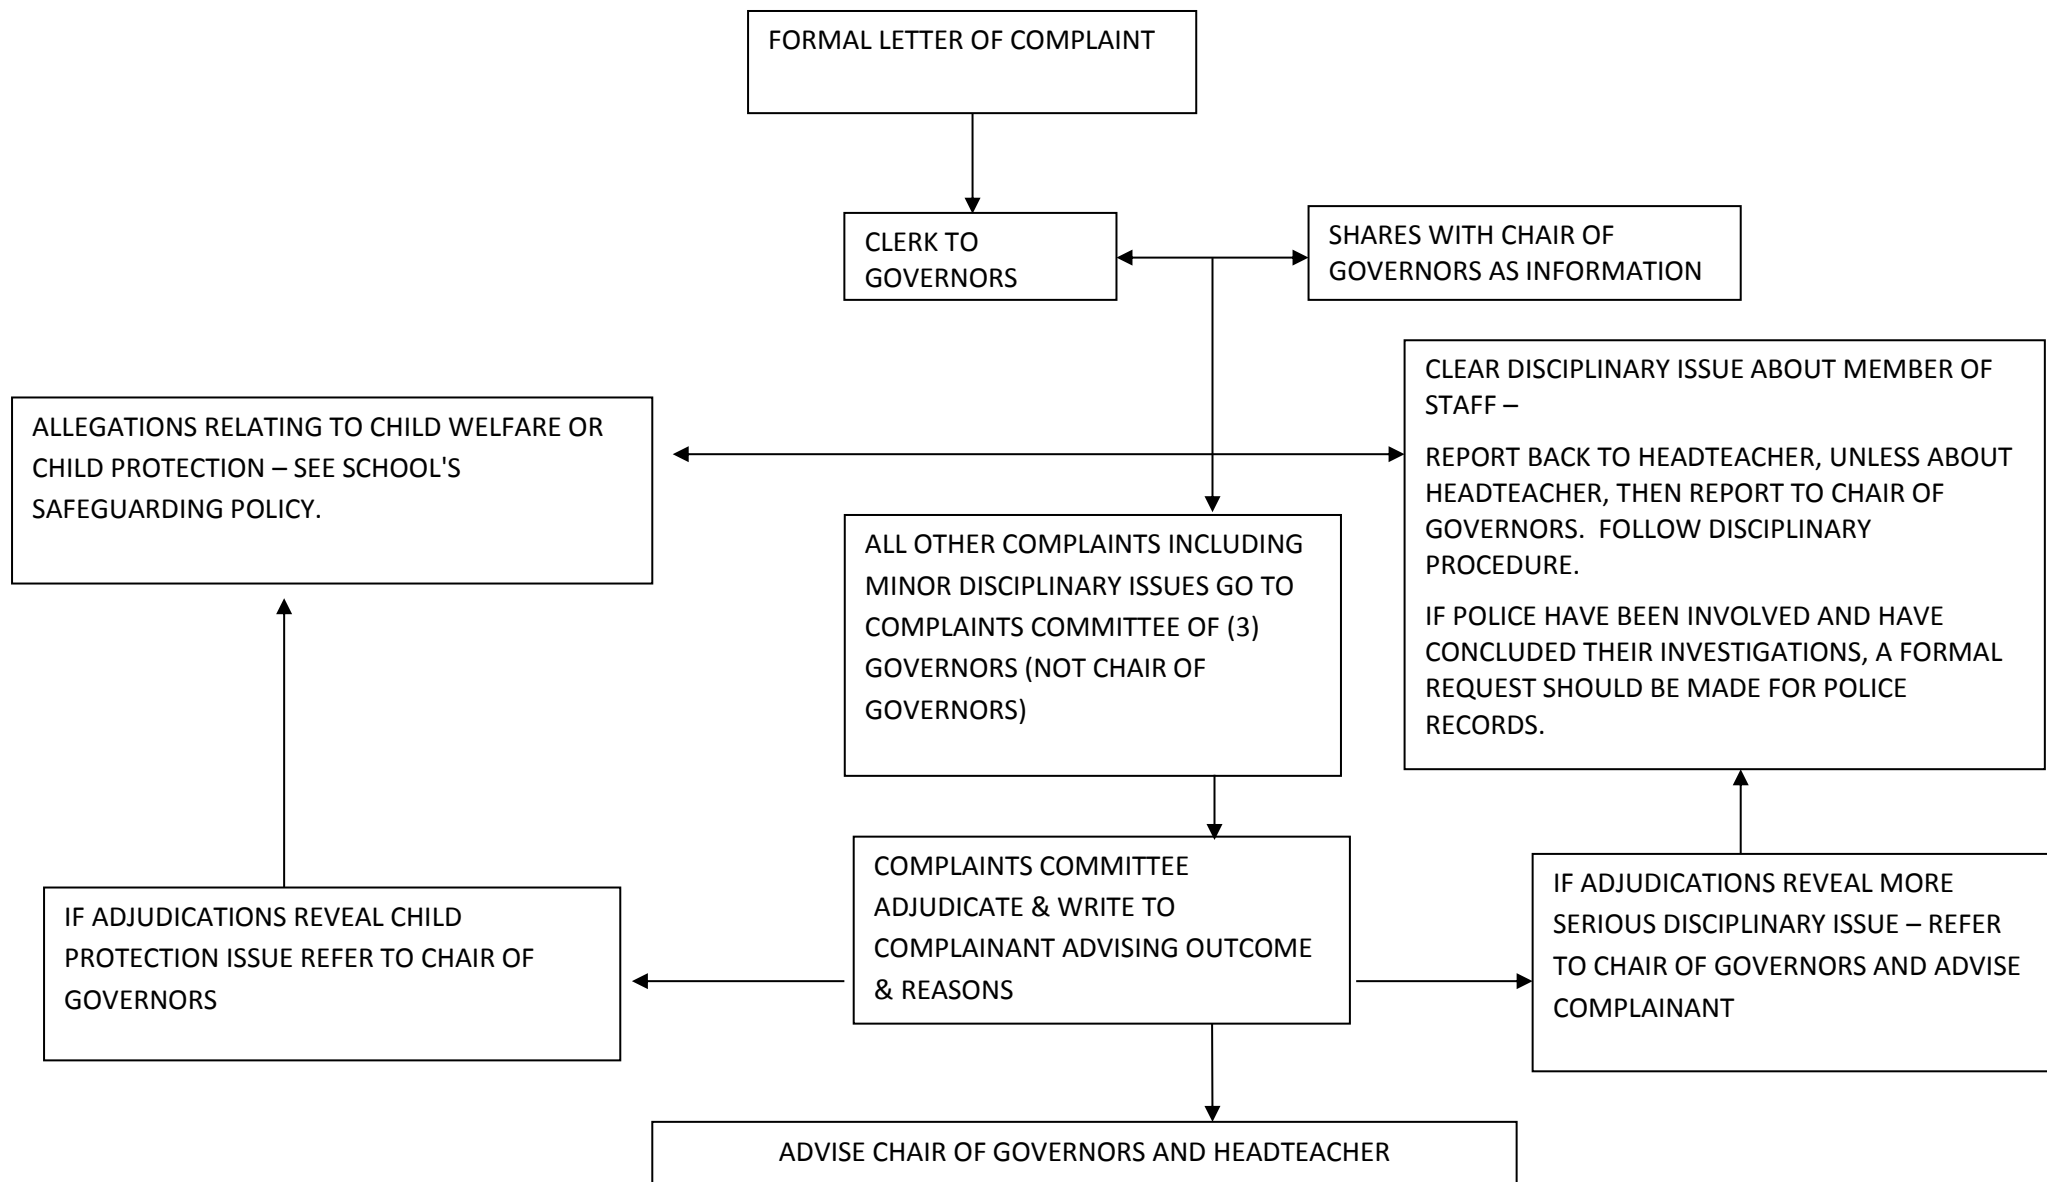 FORMAL LETTER OF COMPLAINT
CLERK TO
GOVERNORS
SHARES WITH CHAIR OF
GOVERNORS AS INFORMATION
ALLEGATIONS RELATING TO CHILD WELFARE OR
CHILD PROTECTION – SEE SCHOOL'S
SAFEGUARDING POLICY.
CLEAR DISCIPLINARY ISSUE ABOUT MEMBER OF
STAFF –
REPORT BACK TO HEADTEACHER, UNLESS ABOUT
HEADTEACHER, THEN REPORT TO CHAIR OF
GOVERNORS.  FOLLOW DISCIPLINARY
PROCEDURE.
IF POLICE HAVE BEEN INVOLVED AND HAVE
CONCLUDED THEIR INVESTIGATIONS, A FORMAL
REQUEST SHOULD BE MADE FOR POLICE
RECORDS.
ALL OTHER COMPLAINTS INCLUDING
MINOR DISCIPLINARY ISSUES GO TO
COMPLAINTS COMMITTEE OF (3)
GOVERNORS (NOT CHAIR OF
GOVERNORS)
COMPLAINTS COMMITTEE
ADJUDICATE & WRITE TO
COMPLAINANT ADVISING OUTCOME
& REASONS
IF ADJUDICATIONS REVEAL CHILD
PROTECTION ISSUE REFER TO CHAIR OF
GOVERNORS
IF ADJUDICATIONS REVEAL MORE
SERIOUS DISCIPLINARY ISSUE – REFER
TO CHAIR OF GOVERNORS AND ADVISE
COMPLAINANT
ADVISE CHAIR OF GOVERNORS AND HEADTEACHER